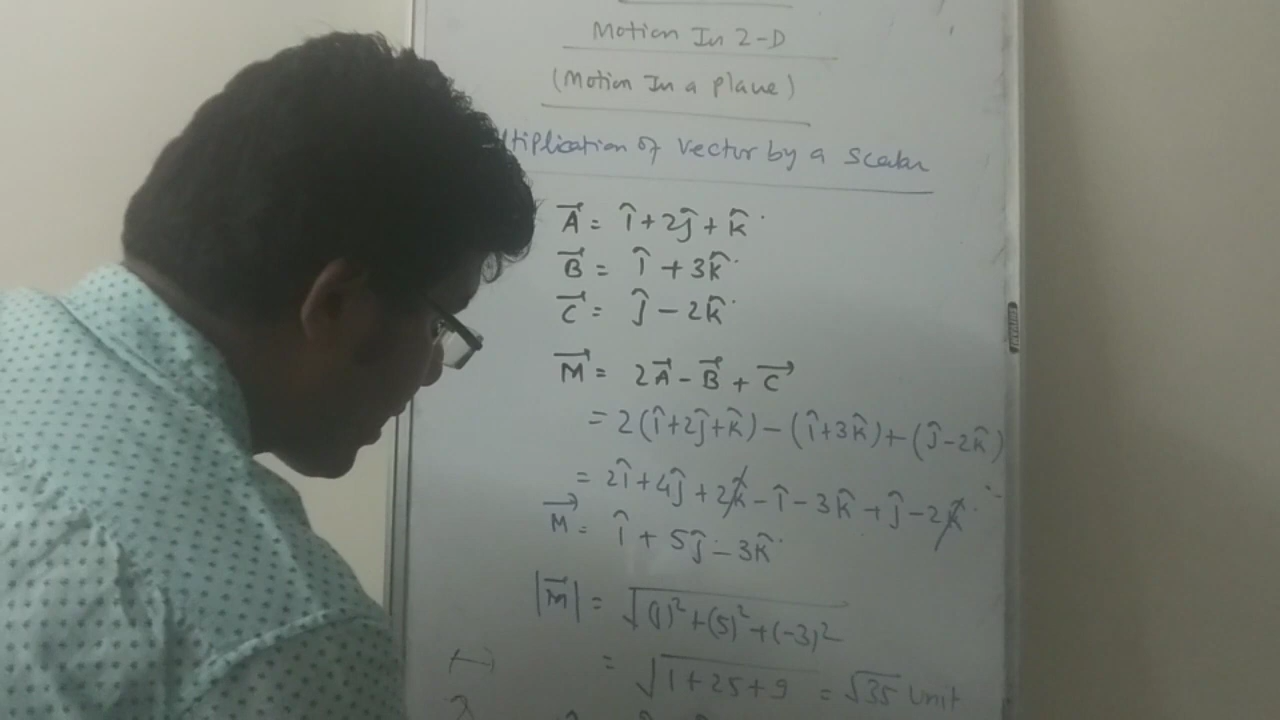 Motion In 2-D
(Motion In a plane)
ltiplication of vector by a Scalar
A⃗ = î + 2ĵ + k̂
B⃗ = î + 3k̂
C⃗ = ĵ - 2k̂
M⃗ = 2A⃗ - B⃗ + C⃗
= 2(î+2ĵ+k̂) - (î+3k̂) + (ĵ-2k̂)
= 2î+4ĵ+2k̂ - î - 3k̂ + ĵ - 2k̂
M⃗ = î + 5ĵ - 3k̂
|M⃗| = √(1)²+(5)²+(-3)²
= √1+25+9 = √35 Unit